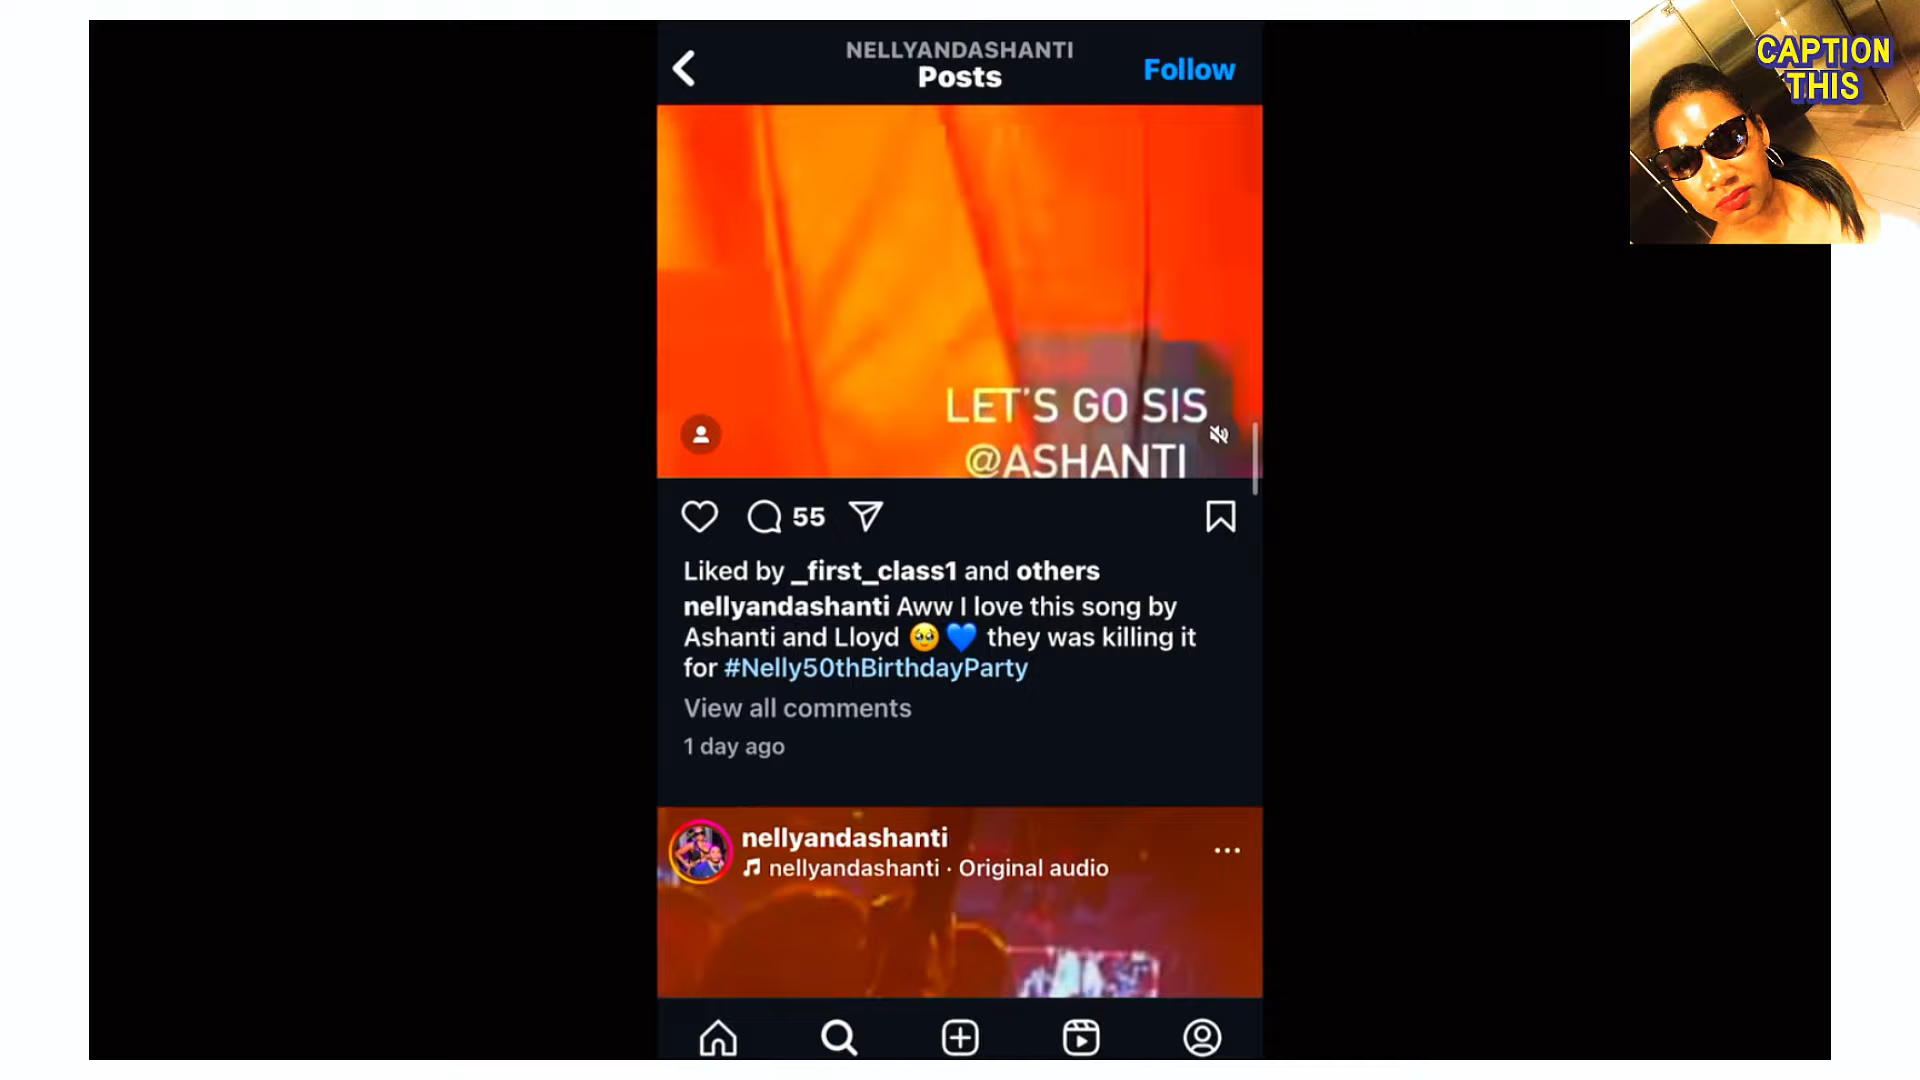 NELLYANDASHANTI
Posts
Follow
CAPTION
THIS
LET'S GO SIS
@ASHANTI
55
Liked by _first_class1 and others
nellyandashanti Aww I love this song by
Ashanti and Lloyd 🥹 💙 they was killing it
for #Nelly50thBirthdayParty
View all comments
1 day ago
nellyandashanti
nellyandashanti · Original audio